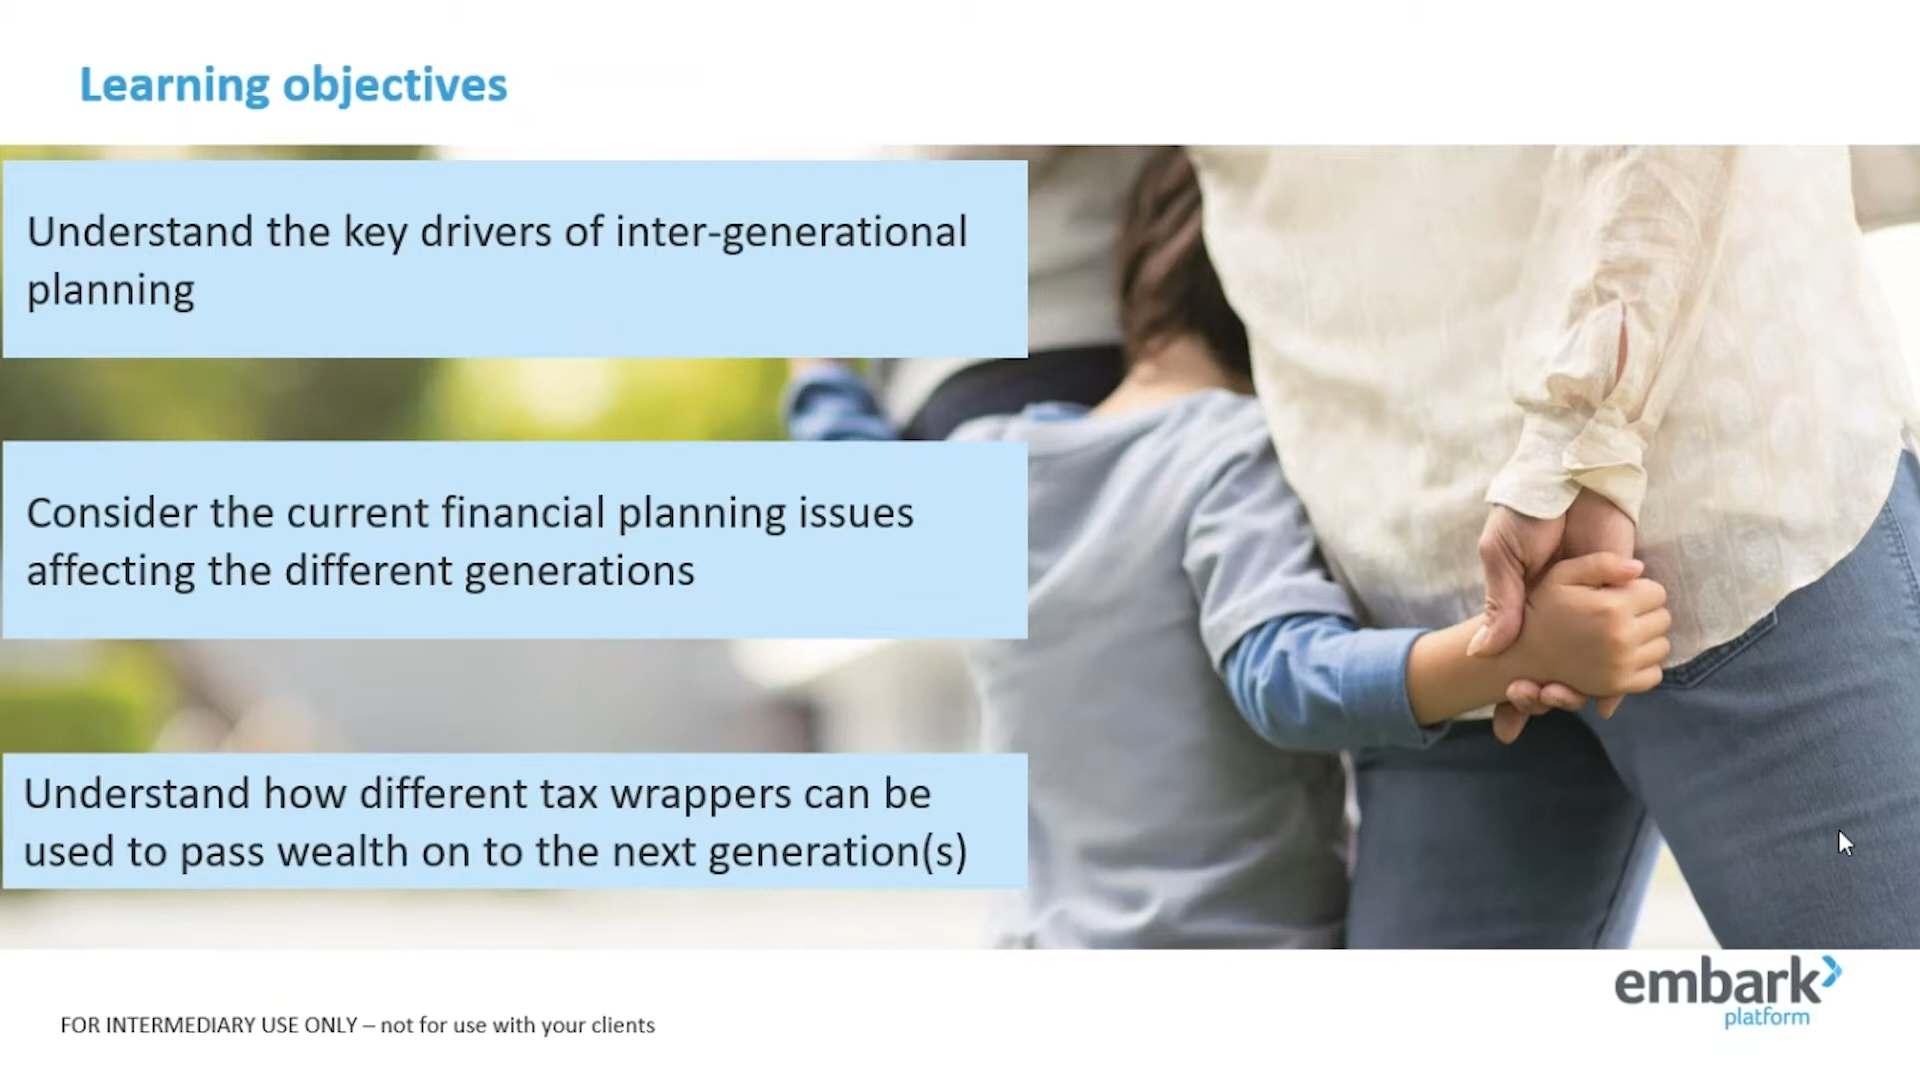 Learning objectives
Understand the key drivers of inter-generational
planning
Consider the current financial planning issues
affecting the different generations
Understand how different tax wrappers can be
used to pass wealth on to the next generation(s)
embark
platform
FOR INTERMEDIARY USE ONLY – not for use with your clients